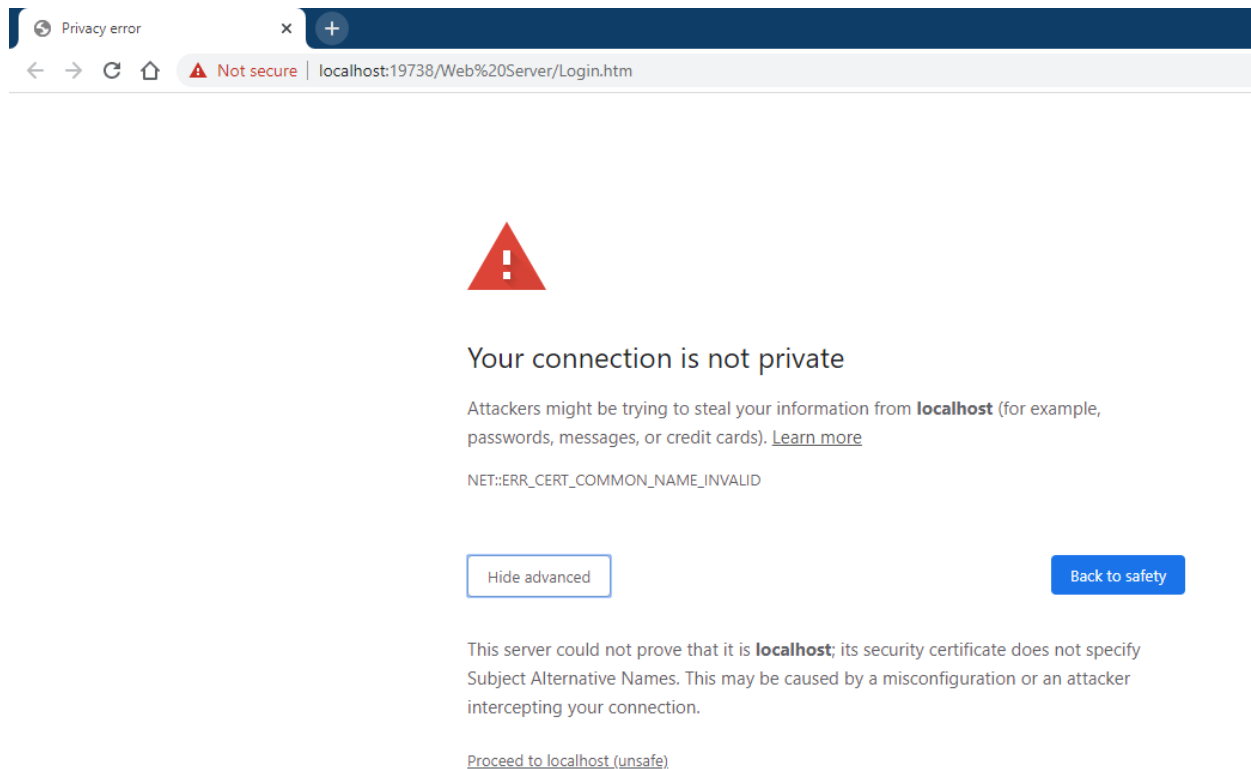 Privacy error
Not secure | localhost:19738/Web%20Server/Login.htm
Your connection is not private
Attackers might be trying to steal your information from localhost (for example,
passwords, messages, or credit cards). Learn more
NET::ERR_CERT_COMMON_NAME_INVALID
Hide advanced
Back to safety
This server could not prove that it is localhost; its security certificate does not specify
Subject Alternative Names. This may be caused by a misconfiguration or an attacker
intercepting your connection.
Proceed to localhost (unsafe)